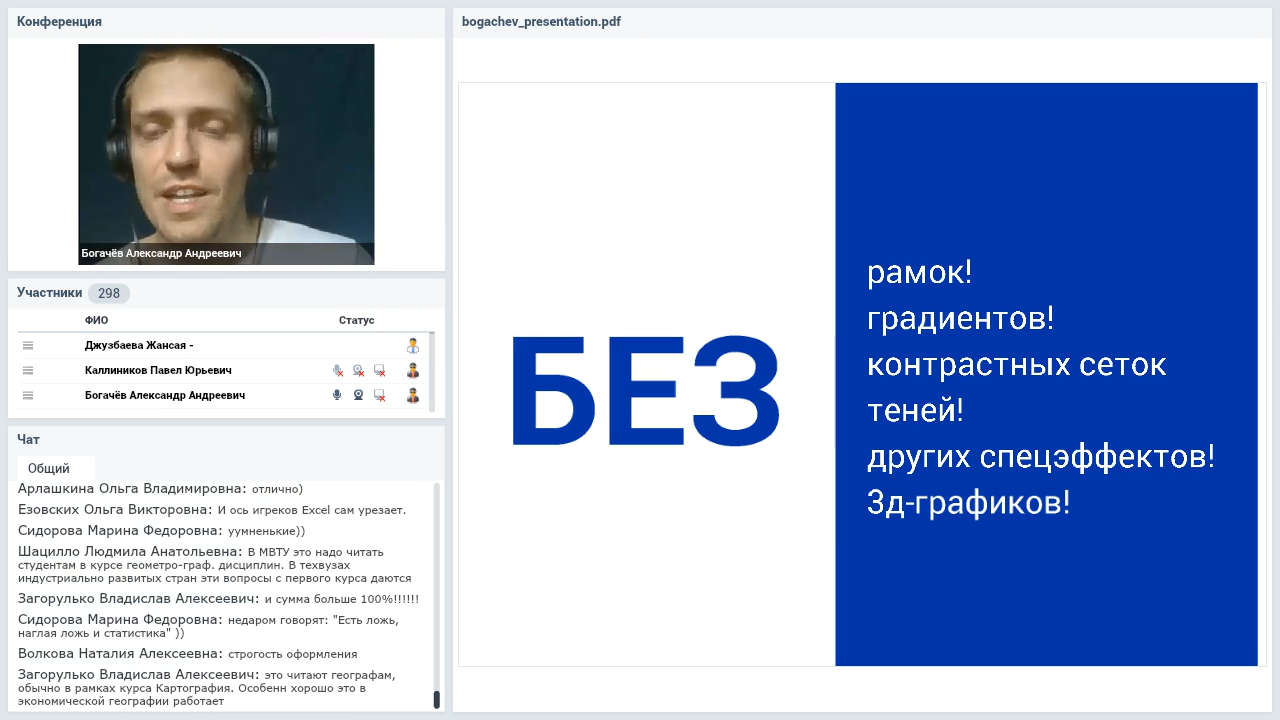 Конференция
Богачёв Александр Андреевич
Участники 298
ФИО Статус
Джузбаева Жансая -
Каллиников Павел Юрьевич
Богачёв Александр Андреевич
Чат
Общий
Арлашкина Ольга Владимировна: отлично)
Езовских Ольга Викторовна: И ось игреков Excel сам урезает.
Сидорова Марина Федоровна: уумненькие))
Шацилло Людмила Анатольевна: В МВТУ это надо читать
студентам в курсе геометро-граф. дисциплин. В техвузах
индустриально развитых стран эти вопросы с первого курса даются
Загорулько Владислав Алексеевич: и сумма больше 100%!!!!!!
Сидорова Марина Федоровна: недаром говорят: "Есть ложь,
наглая ложь и статистика" ))
Волкова Наталия Алексеевна: строгость оформления
Загорулько Владислав Алексеевич: это читают географам,
обычно в рамках курса Картография. Особенн хорошо это в
экономической географии работает
bogachev_presentation.pdf
БЕЗ
рамок!
градиентов!
контрастных сеток
теней!
других спецэффектов!
3д-графиков!